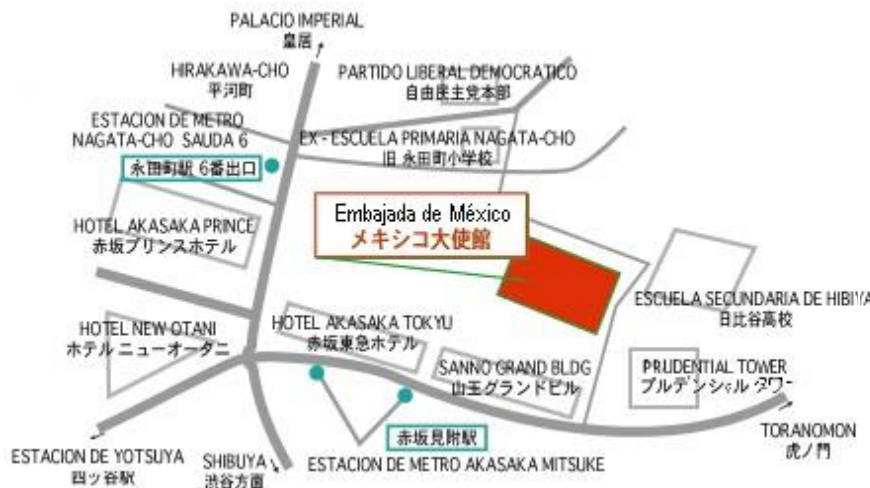 PALACIO IMPERIAL
皇居
HIRAKAWA-CHO
平河町
PARTIDO LIBERAL DEMOCRATICO
自由民主党本部
ESTACION DE METRO
NAGATA-CHO SAUDA 6
永田町駅 6番出口
EX - ESCUELA PRIMARIA NAGATA-CHO
旧 永田町小学校
Embajada de México
メキシコ大使館
HOTEL AKASAKA PRINCE
赤坂プリンスホテル
ESCUELA SECUNDARIA DE HIBIYA
日比谷高校
HOTEL NEW OTANI
ホテル ニューオータニ
HOTEL AKASAKA TOKYU
赤坂東急ホテル
SANNO GRAND BLDG
山王グランドビル
PRUDENTIAL TOWER
プルデンシャル タワー
TORANOMON
虎ノ門
赤坂見附駅
ESTACION DE METRO AKASAKA MITSUKE
ESTACION DE YOTSUYA
四ッ谷駅
SHIBUYA
渋谷方面